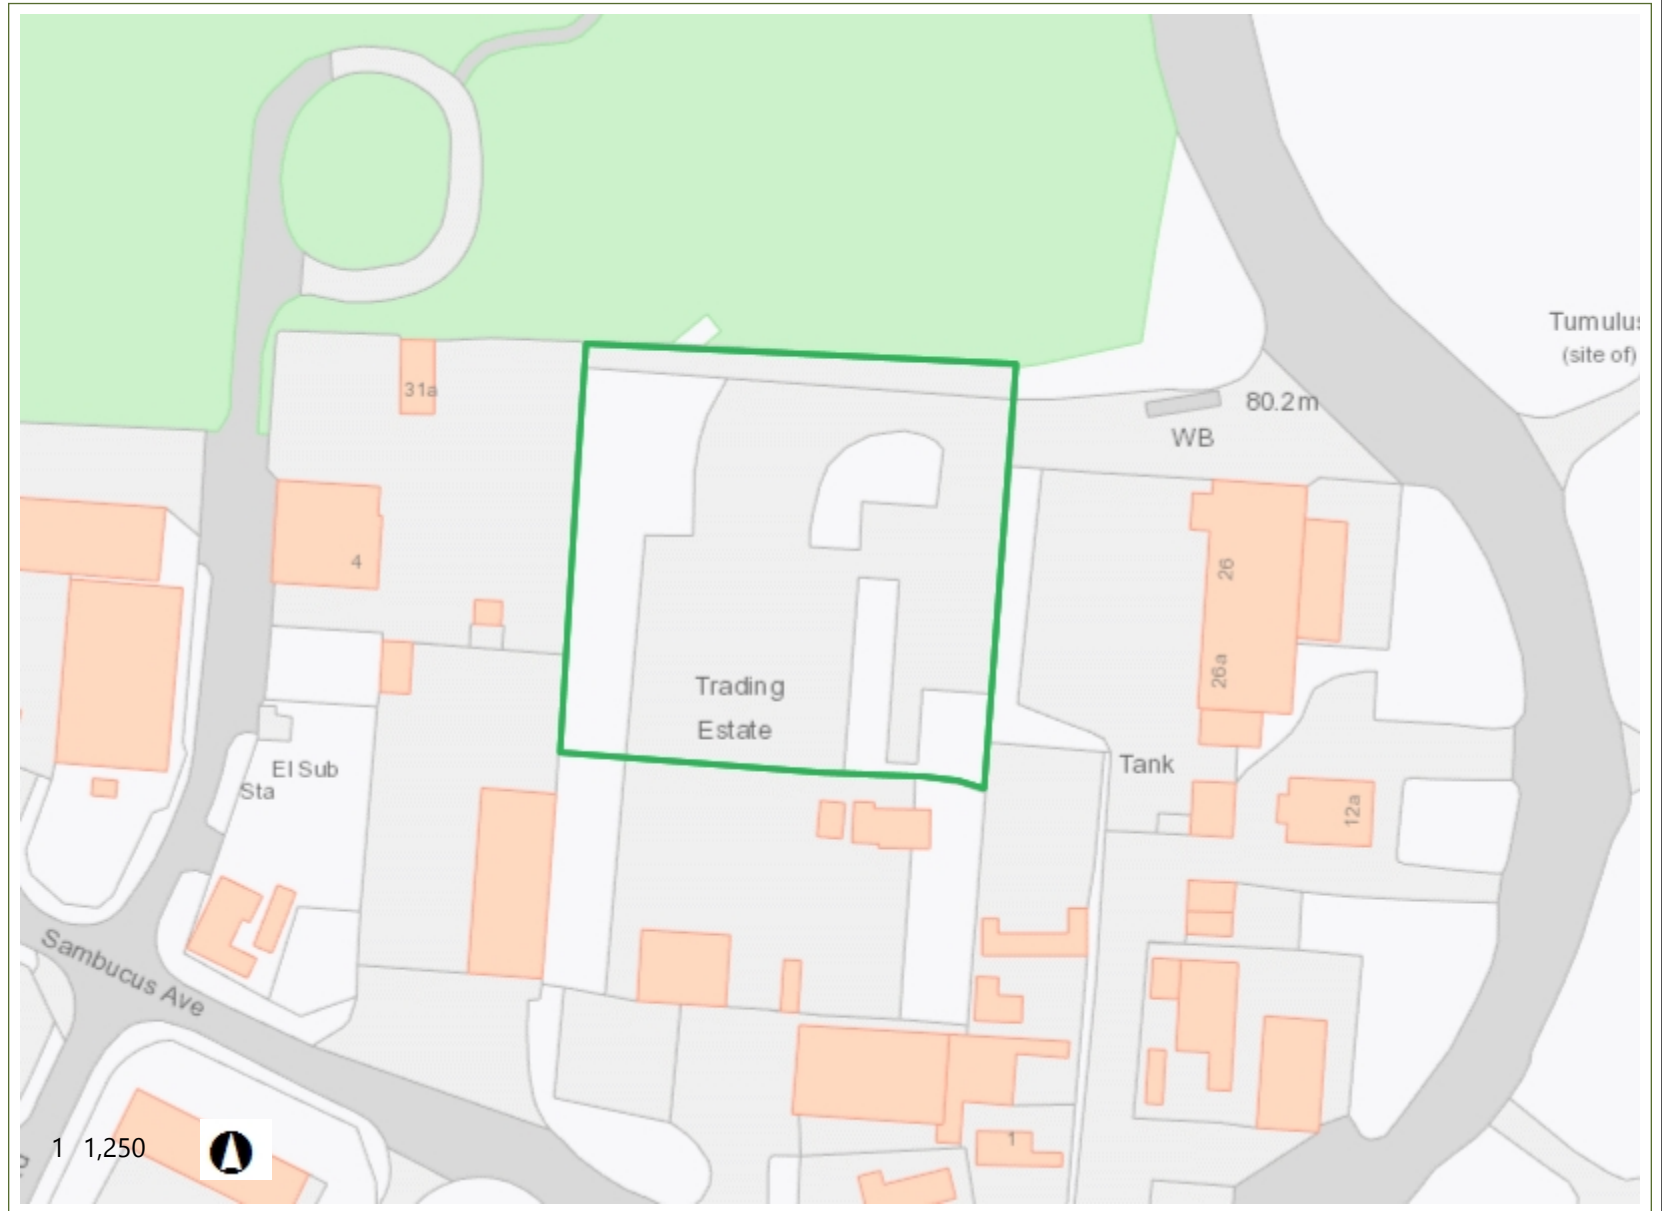 Tumulus
(site of)
31a
80.2m
WB
4
26
26a
Trading
Estate
El Sub
Sta
Tank
12a
Sambucus Ave
1
1 1,250